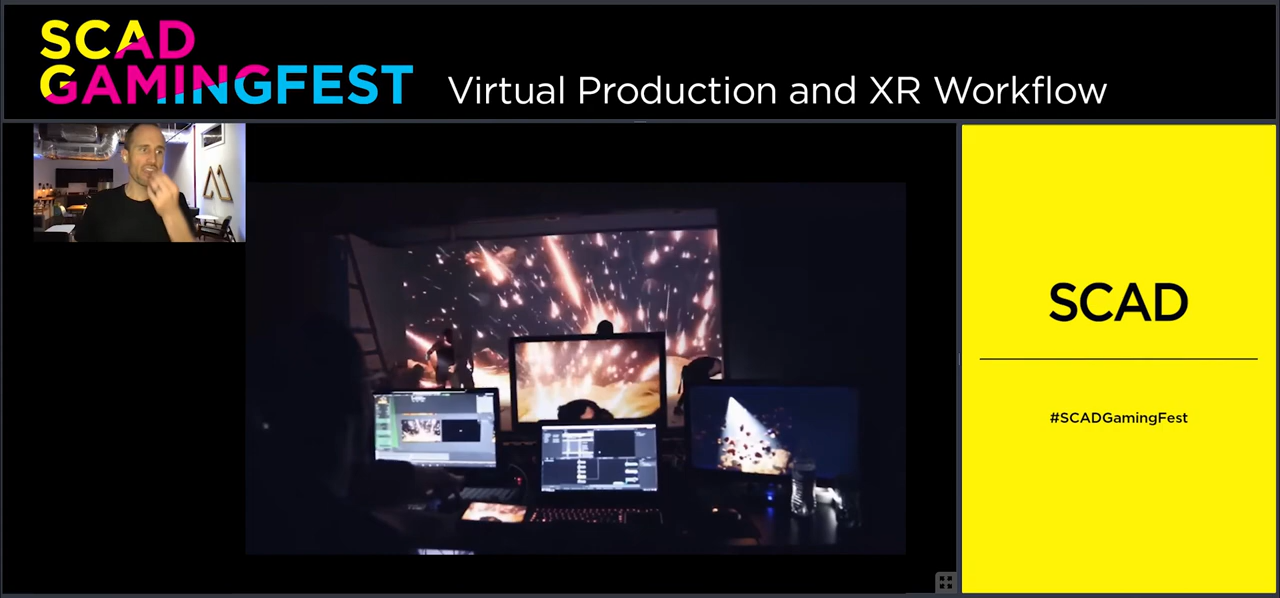 SCAD
GAMINGFEST
Virtual Production and XR Workflow
SCAD
#SCADGamingFest